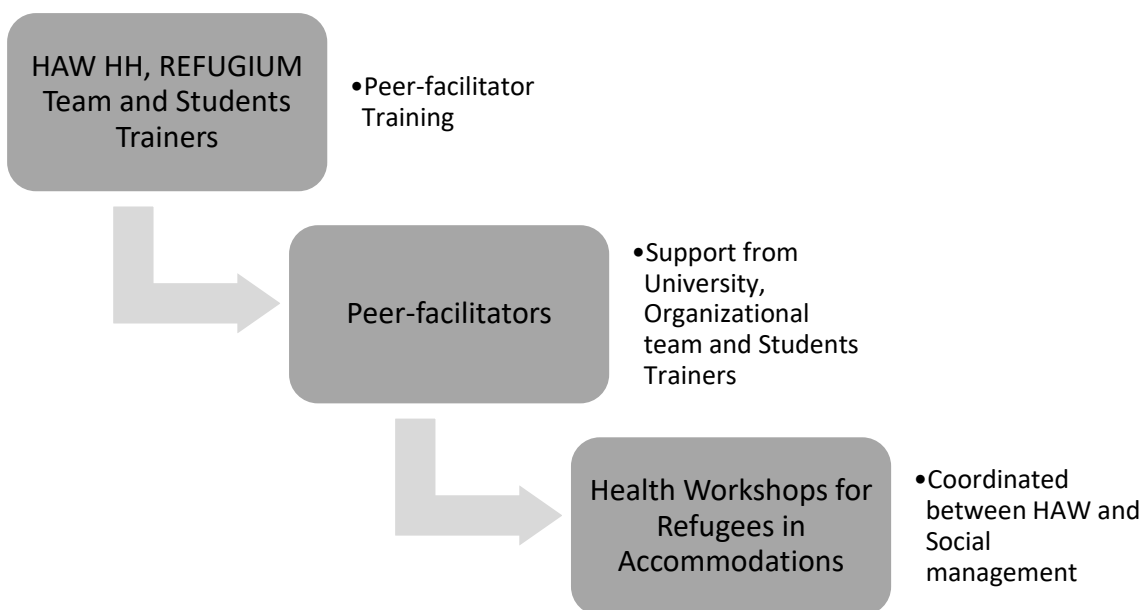 HAW HH, REFUGIUM
Team and Students
Trainers
•Peer-facilitator
Training
Peer-facilitators
•Support from
University,
Organizational
team and Students
Trainers
Health Workshops for
Refugees in
Accommodations
•Coordinated
between HAW and
Social
management